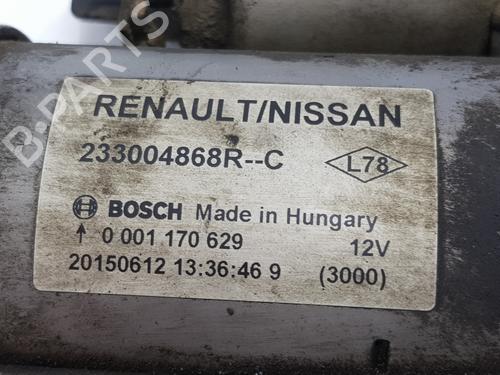 RENAULT/NISSAN
233004868R--C
L78
BOSCH Made in Hungary
0 001 170 629 12V
20150612 13:36:46 9 (3000)
B-PARTS